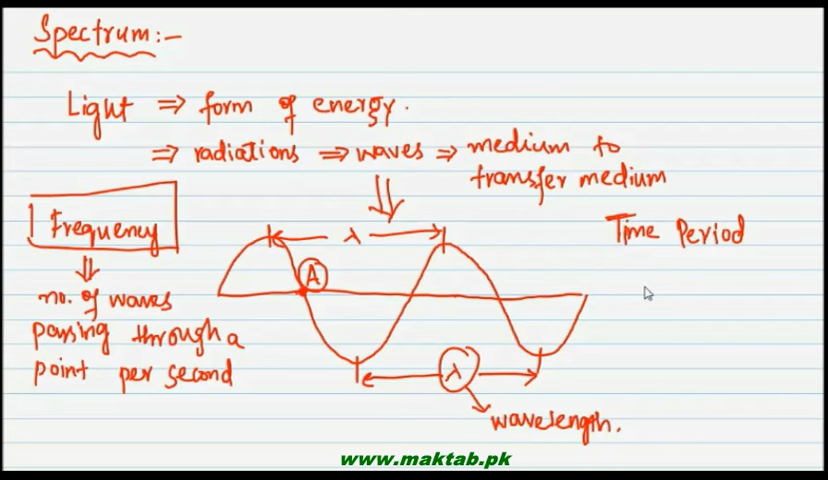 Spectrum:-
Light ⇒ form of energy.
⇒ radiations ⇒ waves ⇒ medium to
transfer medium
Frequency
λ
Time Period
A
no. of waves
passing through a
point per second
λ
wavelength.
www.maktab.pk